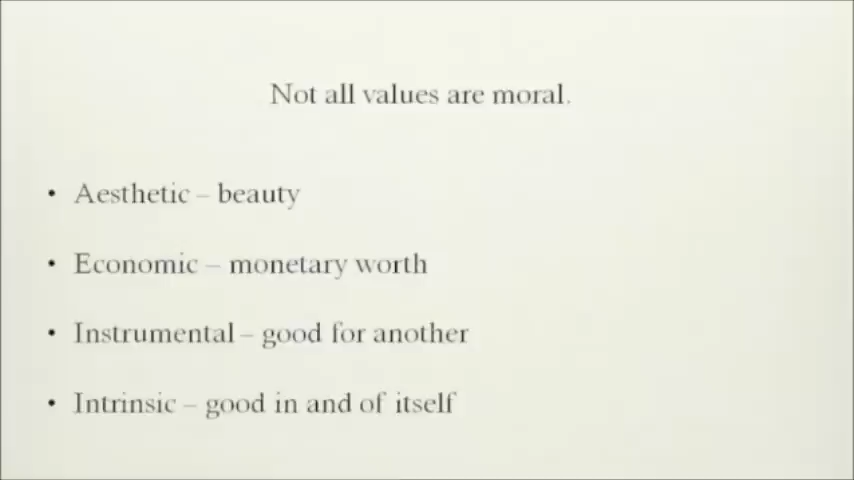 Not all values are moral.
• Aesthetic – beauty
• Economic – monetary worth
• Instrumental – good for another
• Intrinsic – good in and of itself